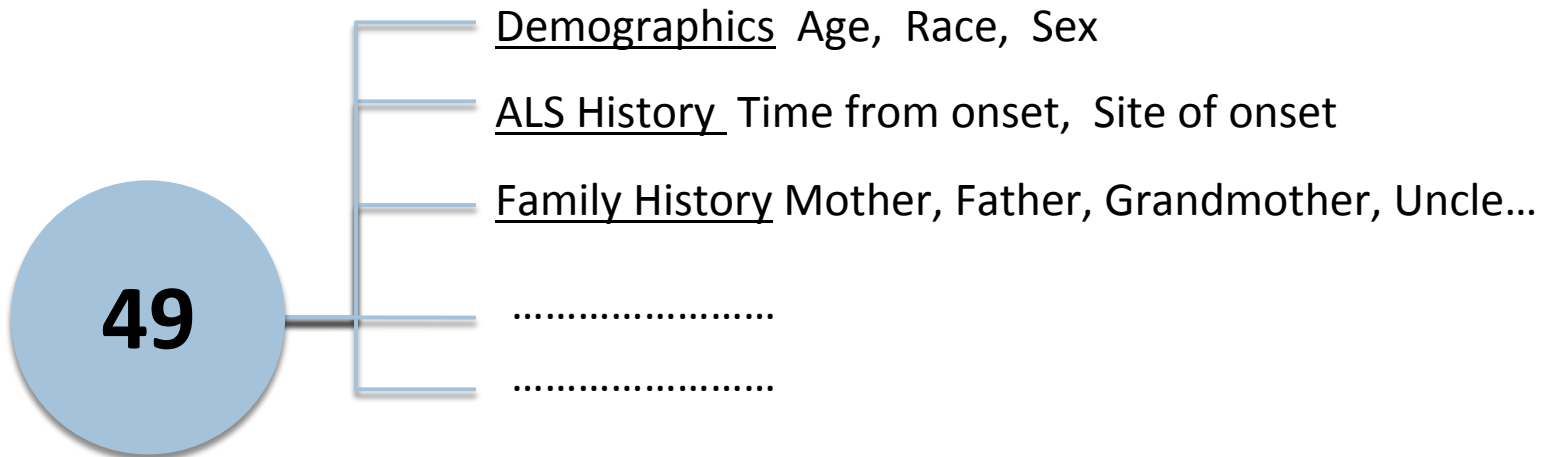 Demographics Age, Race, Sex
ALS History Time from onset, Site of onset
Family History Mother, Father, Grandmother, Uncle...
49
........................
........................